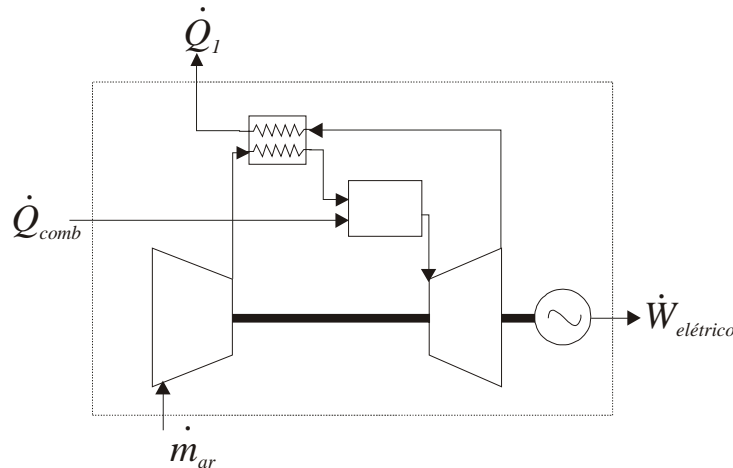 Q̇₁
Q̇comb
Ẇelétrico
ṁar